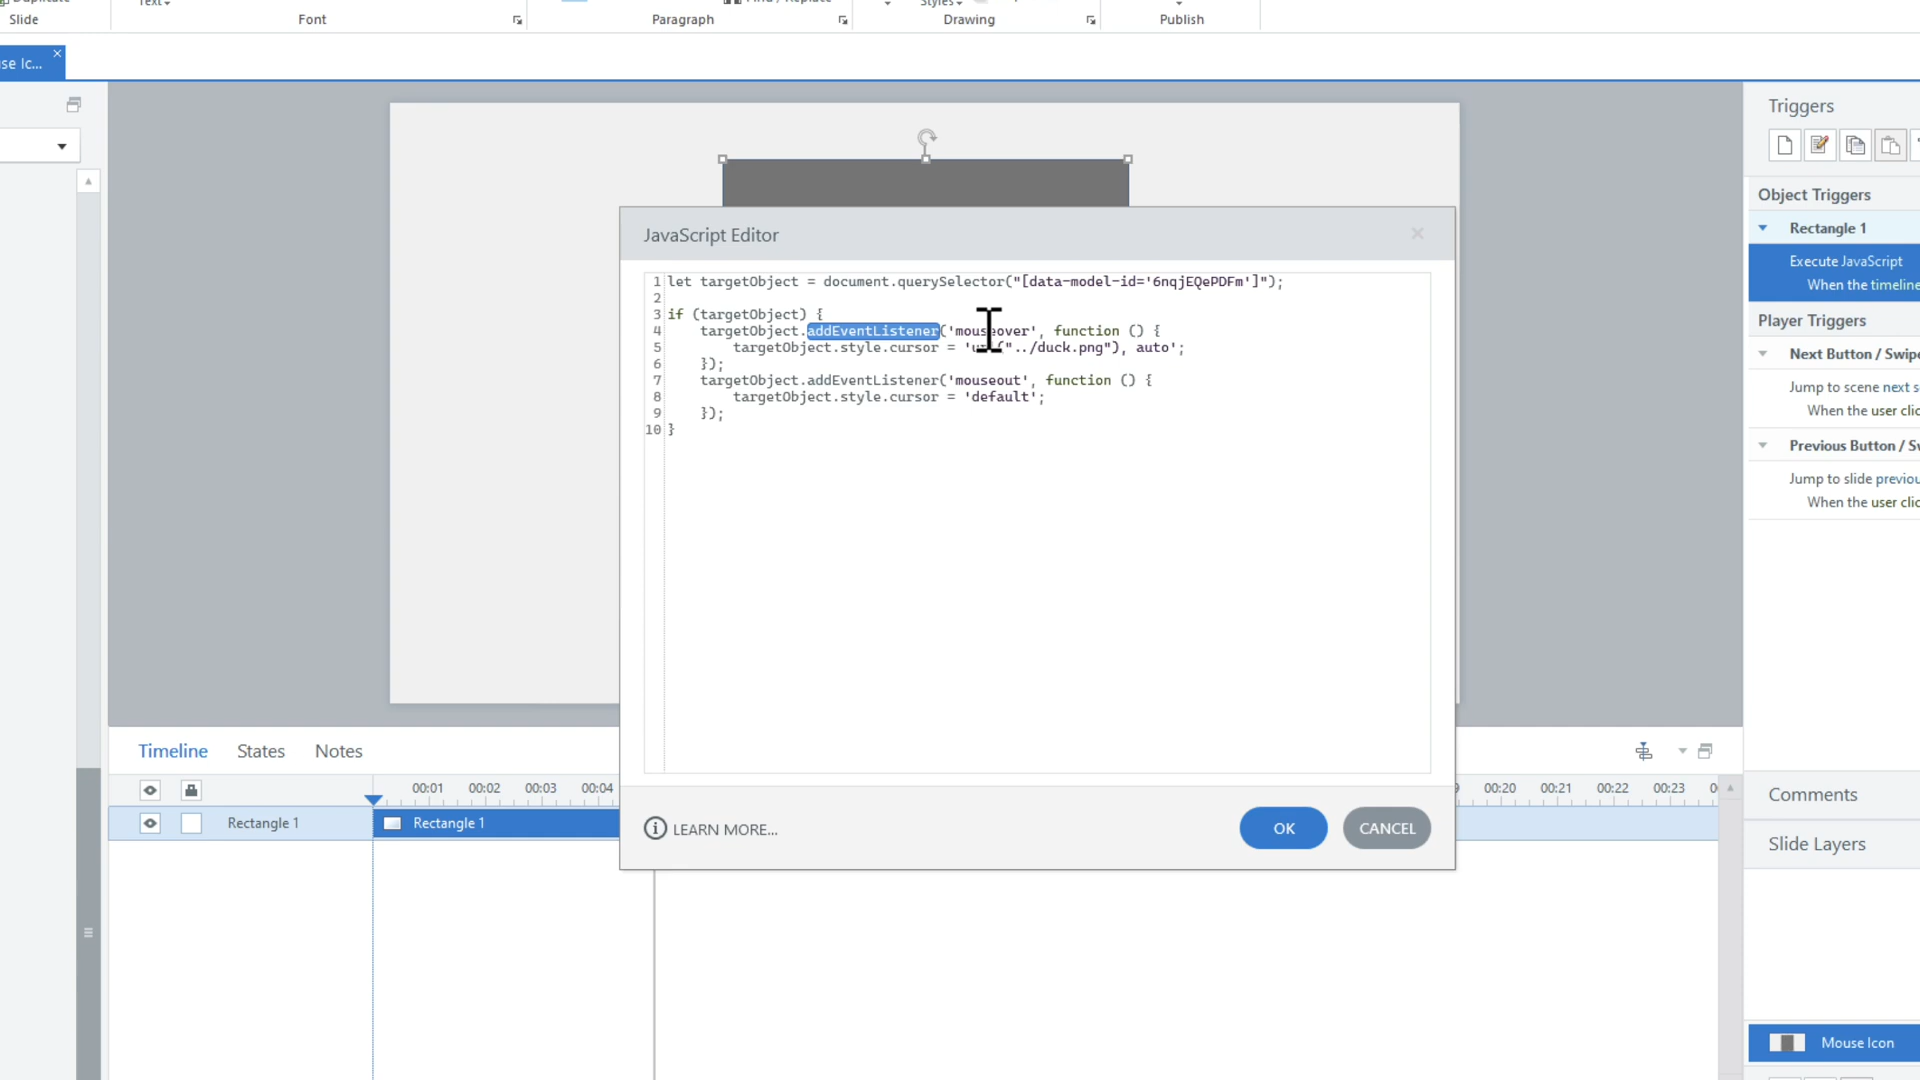 Slide
Font
Paragraph
Drawing
Publish
se Ic...
Triggers
Object Triggers
Rectangle 1
Execute JavaScript
When the timeline
Player Triggers
Next Button / Swipe
Jump to scene next s
When the user clic
Previous Button / Sw
Jump to slide previou
When the user clic
JavaScript Editor
1 let targetObject = document.querySelector("[data-model-id='6nqjEQePDFm']");
2
3 if (targetObject) {
4 targetObject.addEventListener('mouseover', function () {
5 targetObject.style.cursor = 'url("../duck.png"), auto';
6 });
7 targetObject.addEventListener('mouseout', function () {
8 targetObject.style.cursor = 'default';
9 });
10 }
LEARN MORE...
OK
CANCEL
Timeline States Notes
00:01 00:02 00:03 00:04 00:20 00:21 00:22 00:23
Rectangle 1 Rectangle 1
Comments
Slide Layers
Mouse Icon